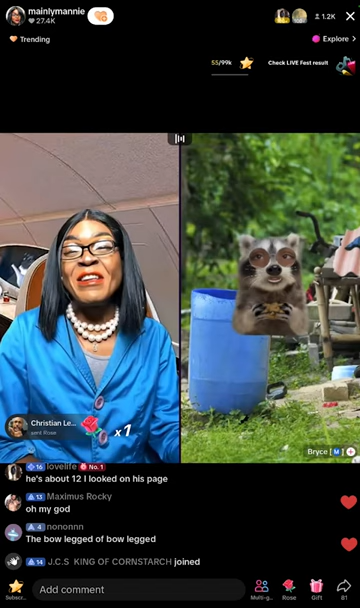 mainlymannie
27.4K
1.2K
Trending
Explore >
55/99k
Check LIVE Fest result
Christian Le...
sent Rose
x1
Bryce [ M ]
16 lovelife No. 1
he's about 12 I looked on his page
13 Maximus Rocky
oh my god
4 nononnn
The bow legged of bow legged
14 J.C.S KING OF CORNSTARCH joined
Add comment
Subscr...
Multi-g...
Rose
Gift
81